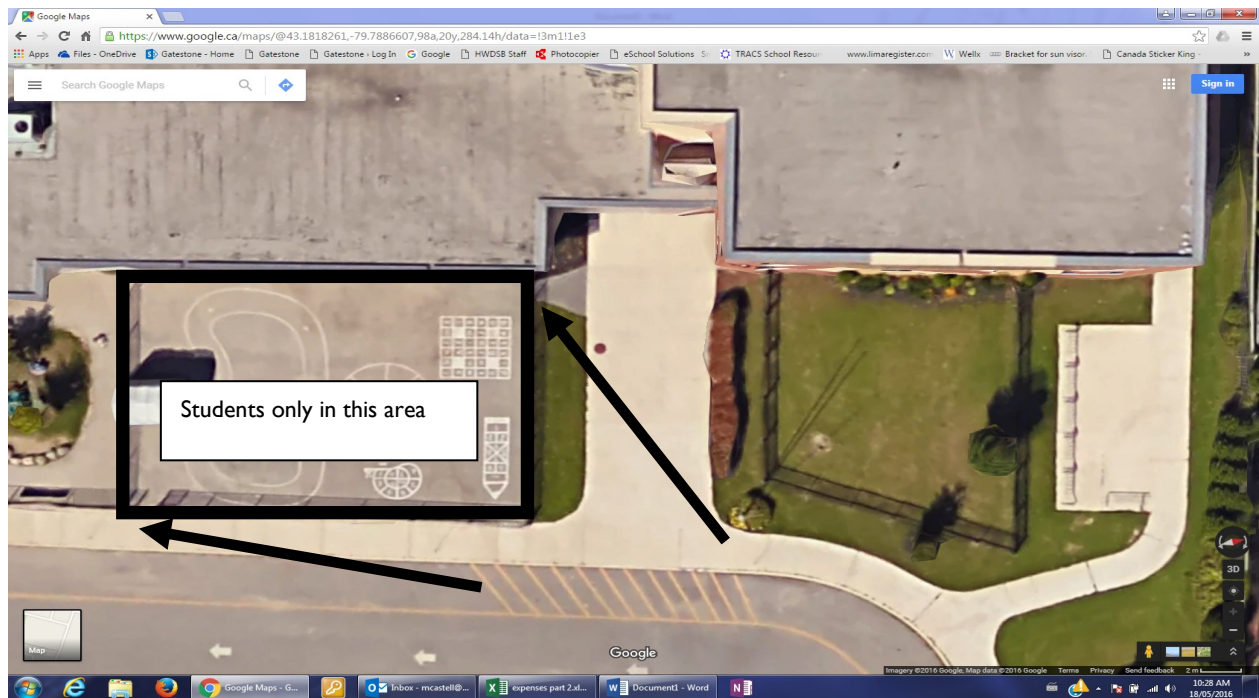 Google Maps
https://www.google.ca/maps/@43.1818261,-79.7886607,98a,20y,284.14h/data=!3m1!1e3
Apps Files - OneDrive Gatestone - Home Gatestone Gatestone › Log In Google HWDSB Staff Photocopier eSchool Solutions TRACS School Resour www.limaregister.com Wellx Bracket for sun visor. Canada Sticker King -
Search Google Maps
Sign in
Students only in this area
3D
Map
Google
Imagery ©2016 Google, Map data ©2016 Google Terms Privacy Send feedback 2 m
Google Maps - G... Inbox - mcastell@... expenses part 2.xl... Document1 - Word
10:28 AM
18/05/2016